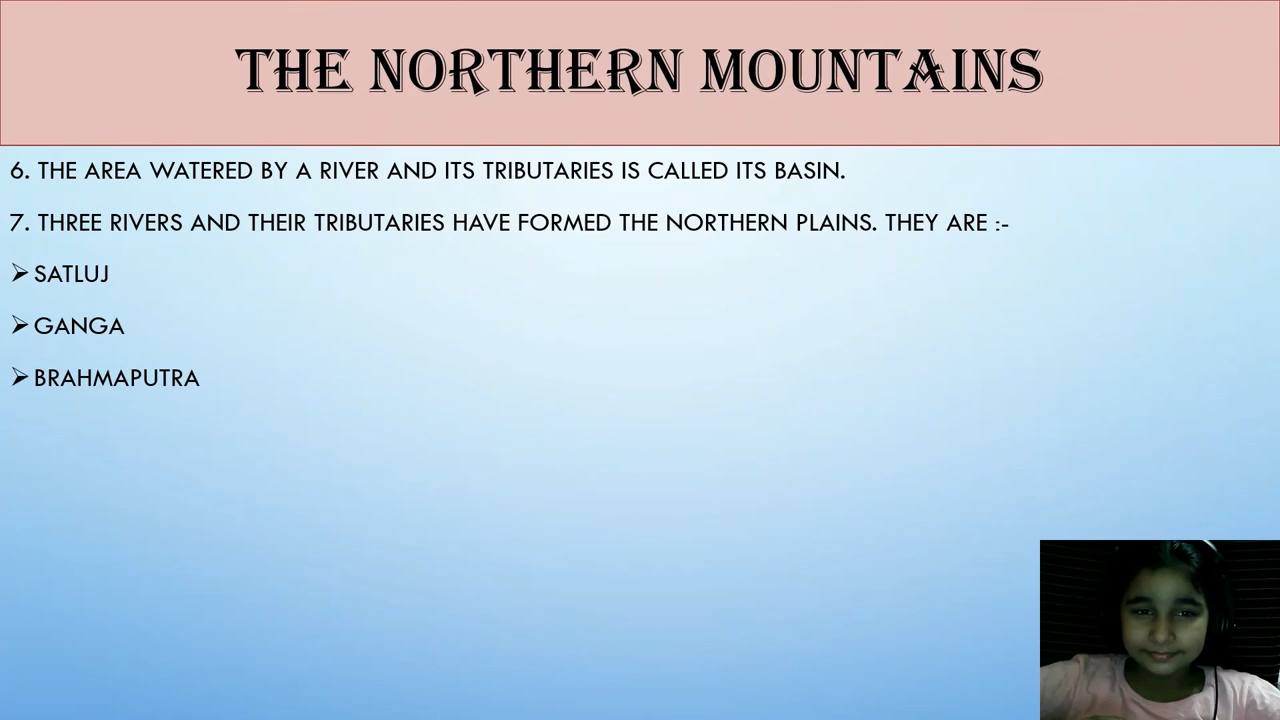 THE NORTHERN MOUNTAINS
6. THE AREA WATERED BY A RIVER AND ITS TRIBUTARIES IS CALLED ITS BASIN.
7. THREE RIVERS AND THEIR TRIBUTARIES HAVE FORMED THE NORTHERN PLAINS. THEY ARE :-
➢ SATLUJ
➢ GANGA
➢ BRAHMAPUTRA